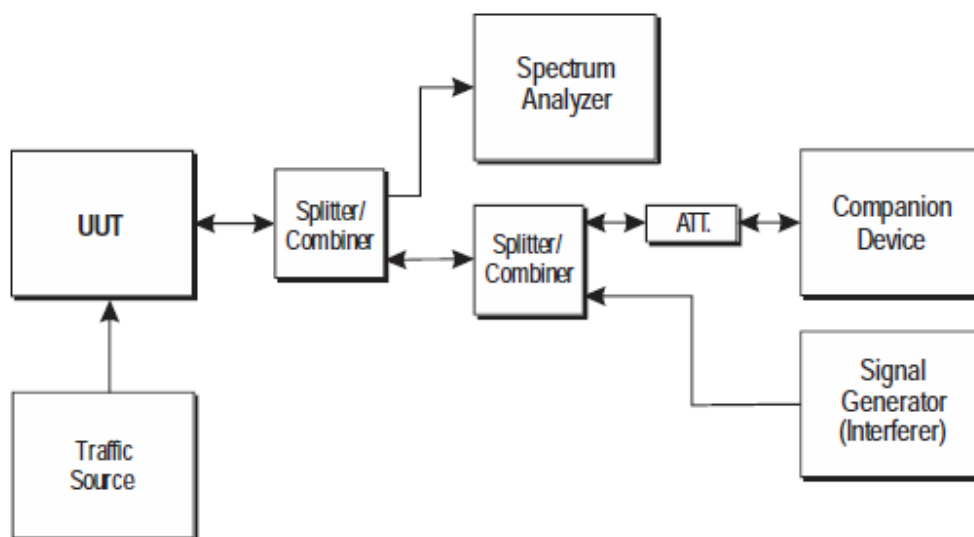 Spectrum
Analyzer
UUT
Splitter/
Combiner
Splitter/
Combiner
ATT.
Companion
Device
Traffic
Source
Signal
Generator
(Interferer)